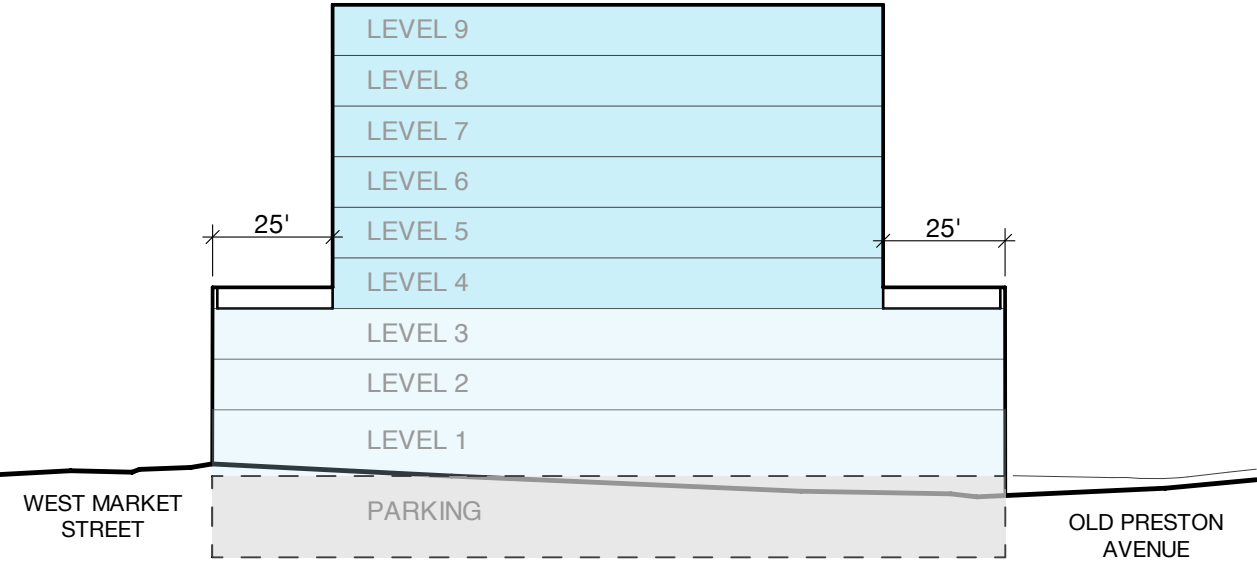 LEVEL 9
LEVEL 8
LEVEL 7
LEVEL 6
25'
LEVEL 5
25'
LEVEL 4
LEVEL 3
LEVEL 2
LEVEL 1
WEST MARKET
STREET
PARKING
OLD PRESTON
AVENUE